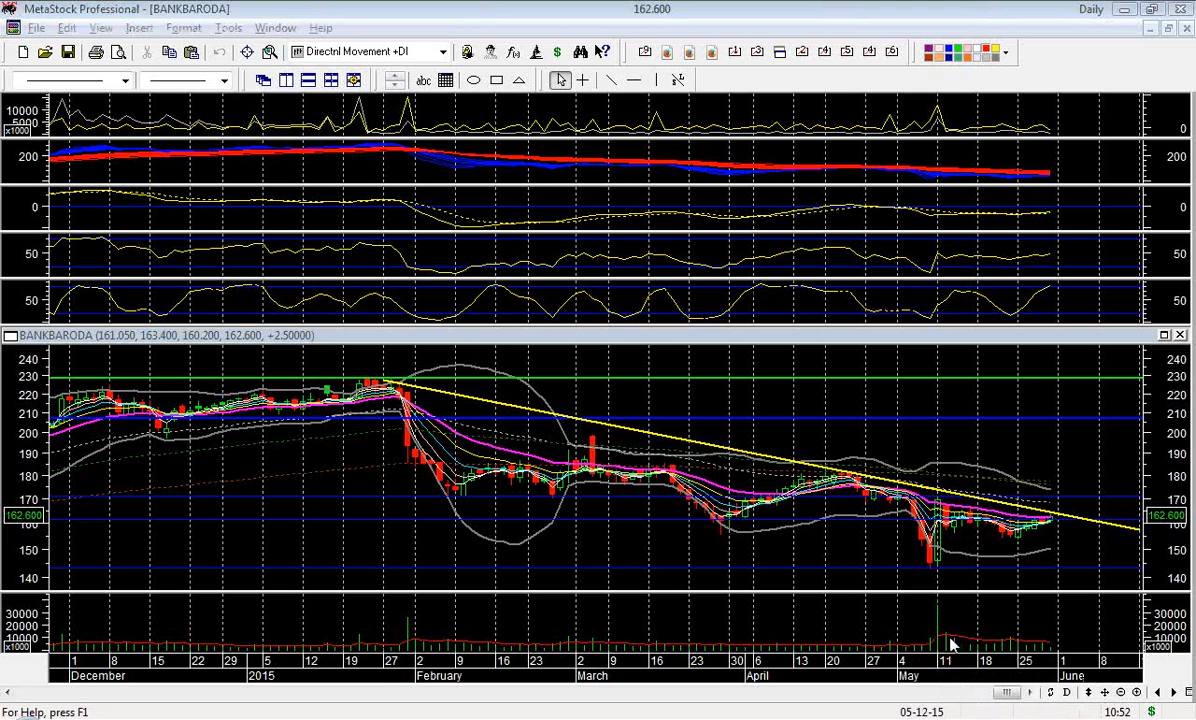 MetaStock Professional - [BANKBARODA] 162.600 Daily
File Edit View Insert Format Tools Window Help
Directnl Movement +DI
abc
10000 0
5000
x1000
200 200
0 0
50 50
50 50
BANKBARODA (161.050, 163.400, 160.200, 162.600, +2.50000)
240 240
230 230
220 220
210 210
200 200
190 190
180 180
170 170
162.600 162.600
160
150 150
140 140
30000 30000
20000 20000
10000 10000
x1000 x1000
1 8 15 22 29 5 12 19 27 2 9 16 23 2 9 16 23 30 6 13 20 27 4 11 18 25 1 8
December 2015 February March April May June
For Help, press F1 05-12-15 10:52 $